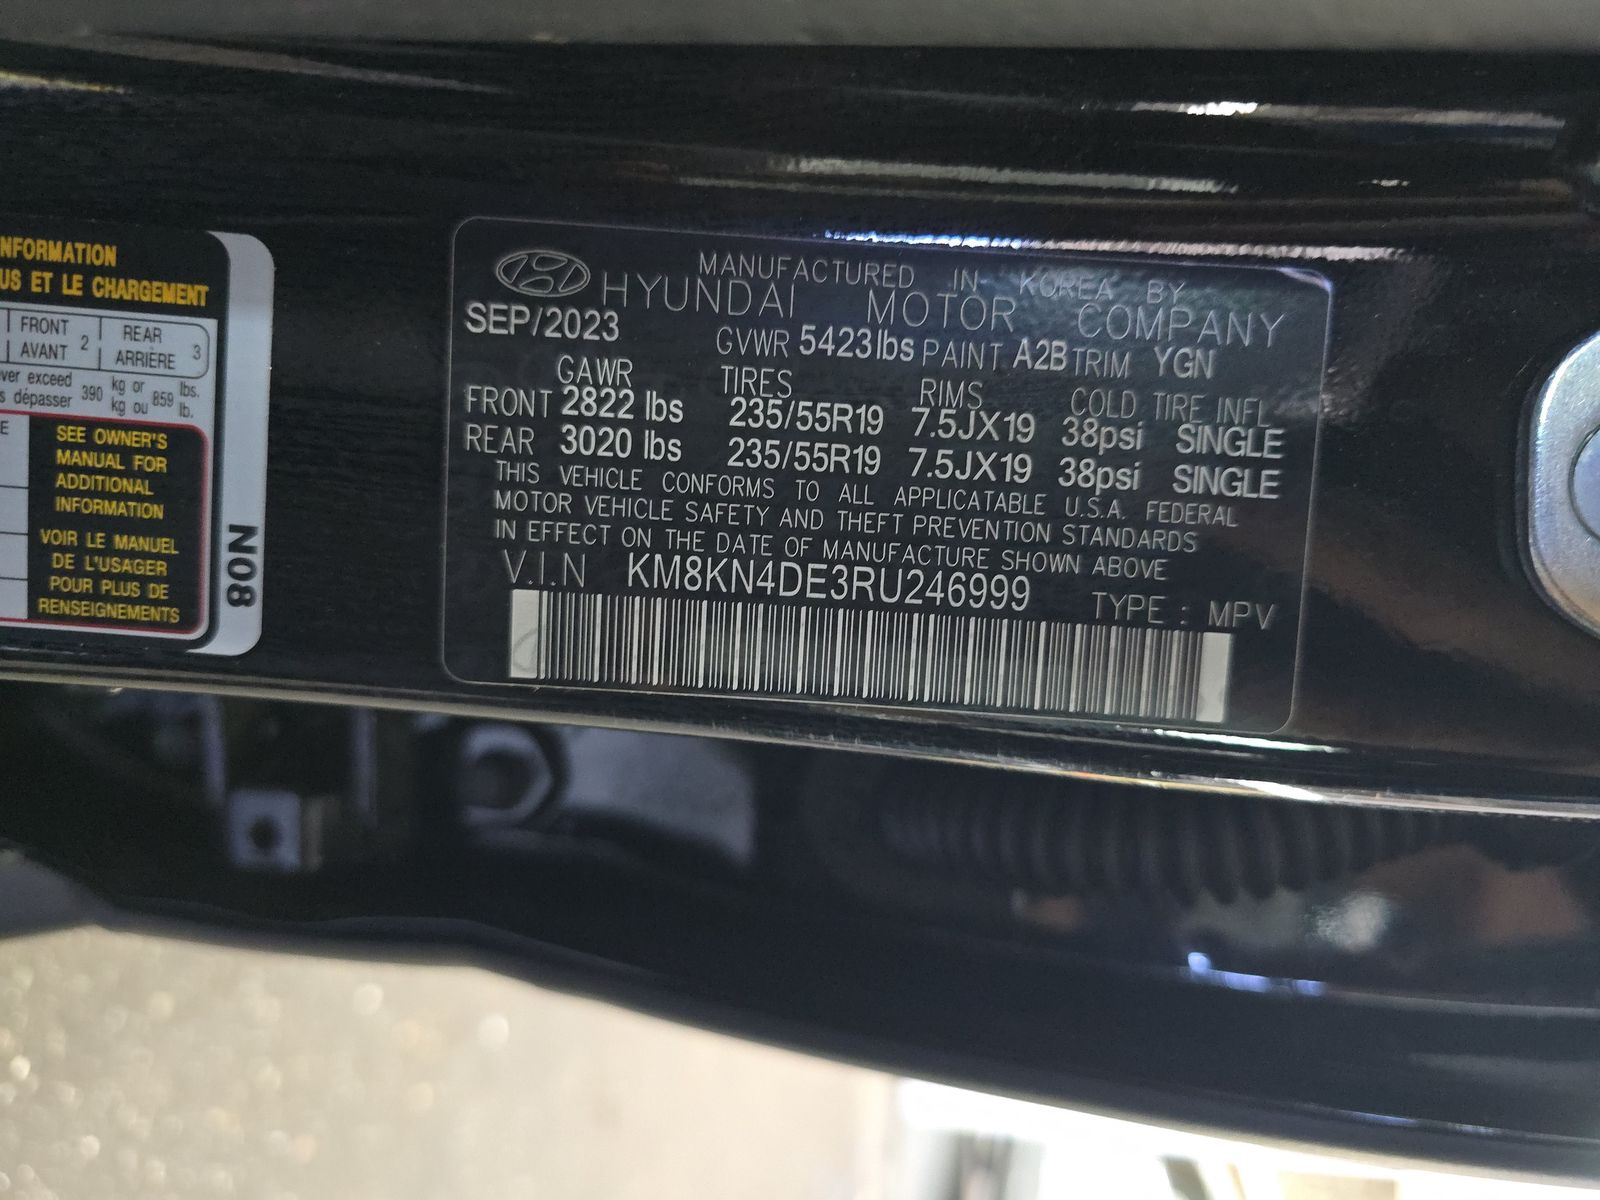 NFORMATION
US ET LE CHARGEMENT
FRONT 2 REAR 3
AVANT ARRIÈRE
ver exceed 390 kg or 859 lbs.
s dépasser kg ou lb.
E
SEE OWNER'S
MANUAL FOR
ADDITIONAL
INFORMATION
VOIR LE MANUEL
DE L'USAGER
POUR PLUS DE
RENSEIGNEMENTS
N08
MANUFACTURED IN KOREA BY
HYUNDAI MOTOR COMPANY
SEP/2023 GVWR 5423lbs PAINT A2B TRIM YGN
GAWR TIRES RIMS COLD TIRE INFL
FRONT 2822 lbs 235/55R19 7.5JX19 38psi SINGLE
REAR 3020 lbs 235/55R19 7.5JX19 38psi SINGLE
THIS VEHICLE CONFORMS TO ALL APPLICATABLE U.S.A. FEDERAL
MOTOR VEHICLE SAFETY AND THEFT PREVENTION STANDARDS
IN EFFECT ON THE DATE OF MANUFACTURE SHOWN ABOVE
V.I.N KM8KN4DE3RU246999 TYPE : MPV